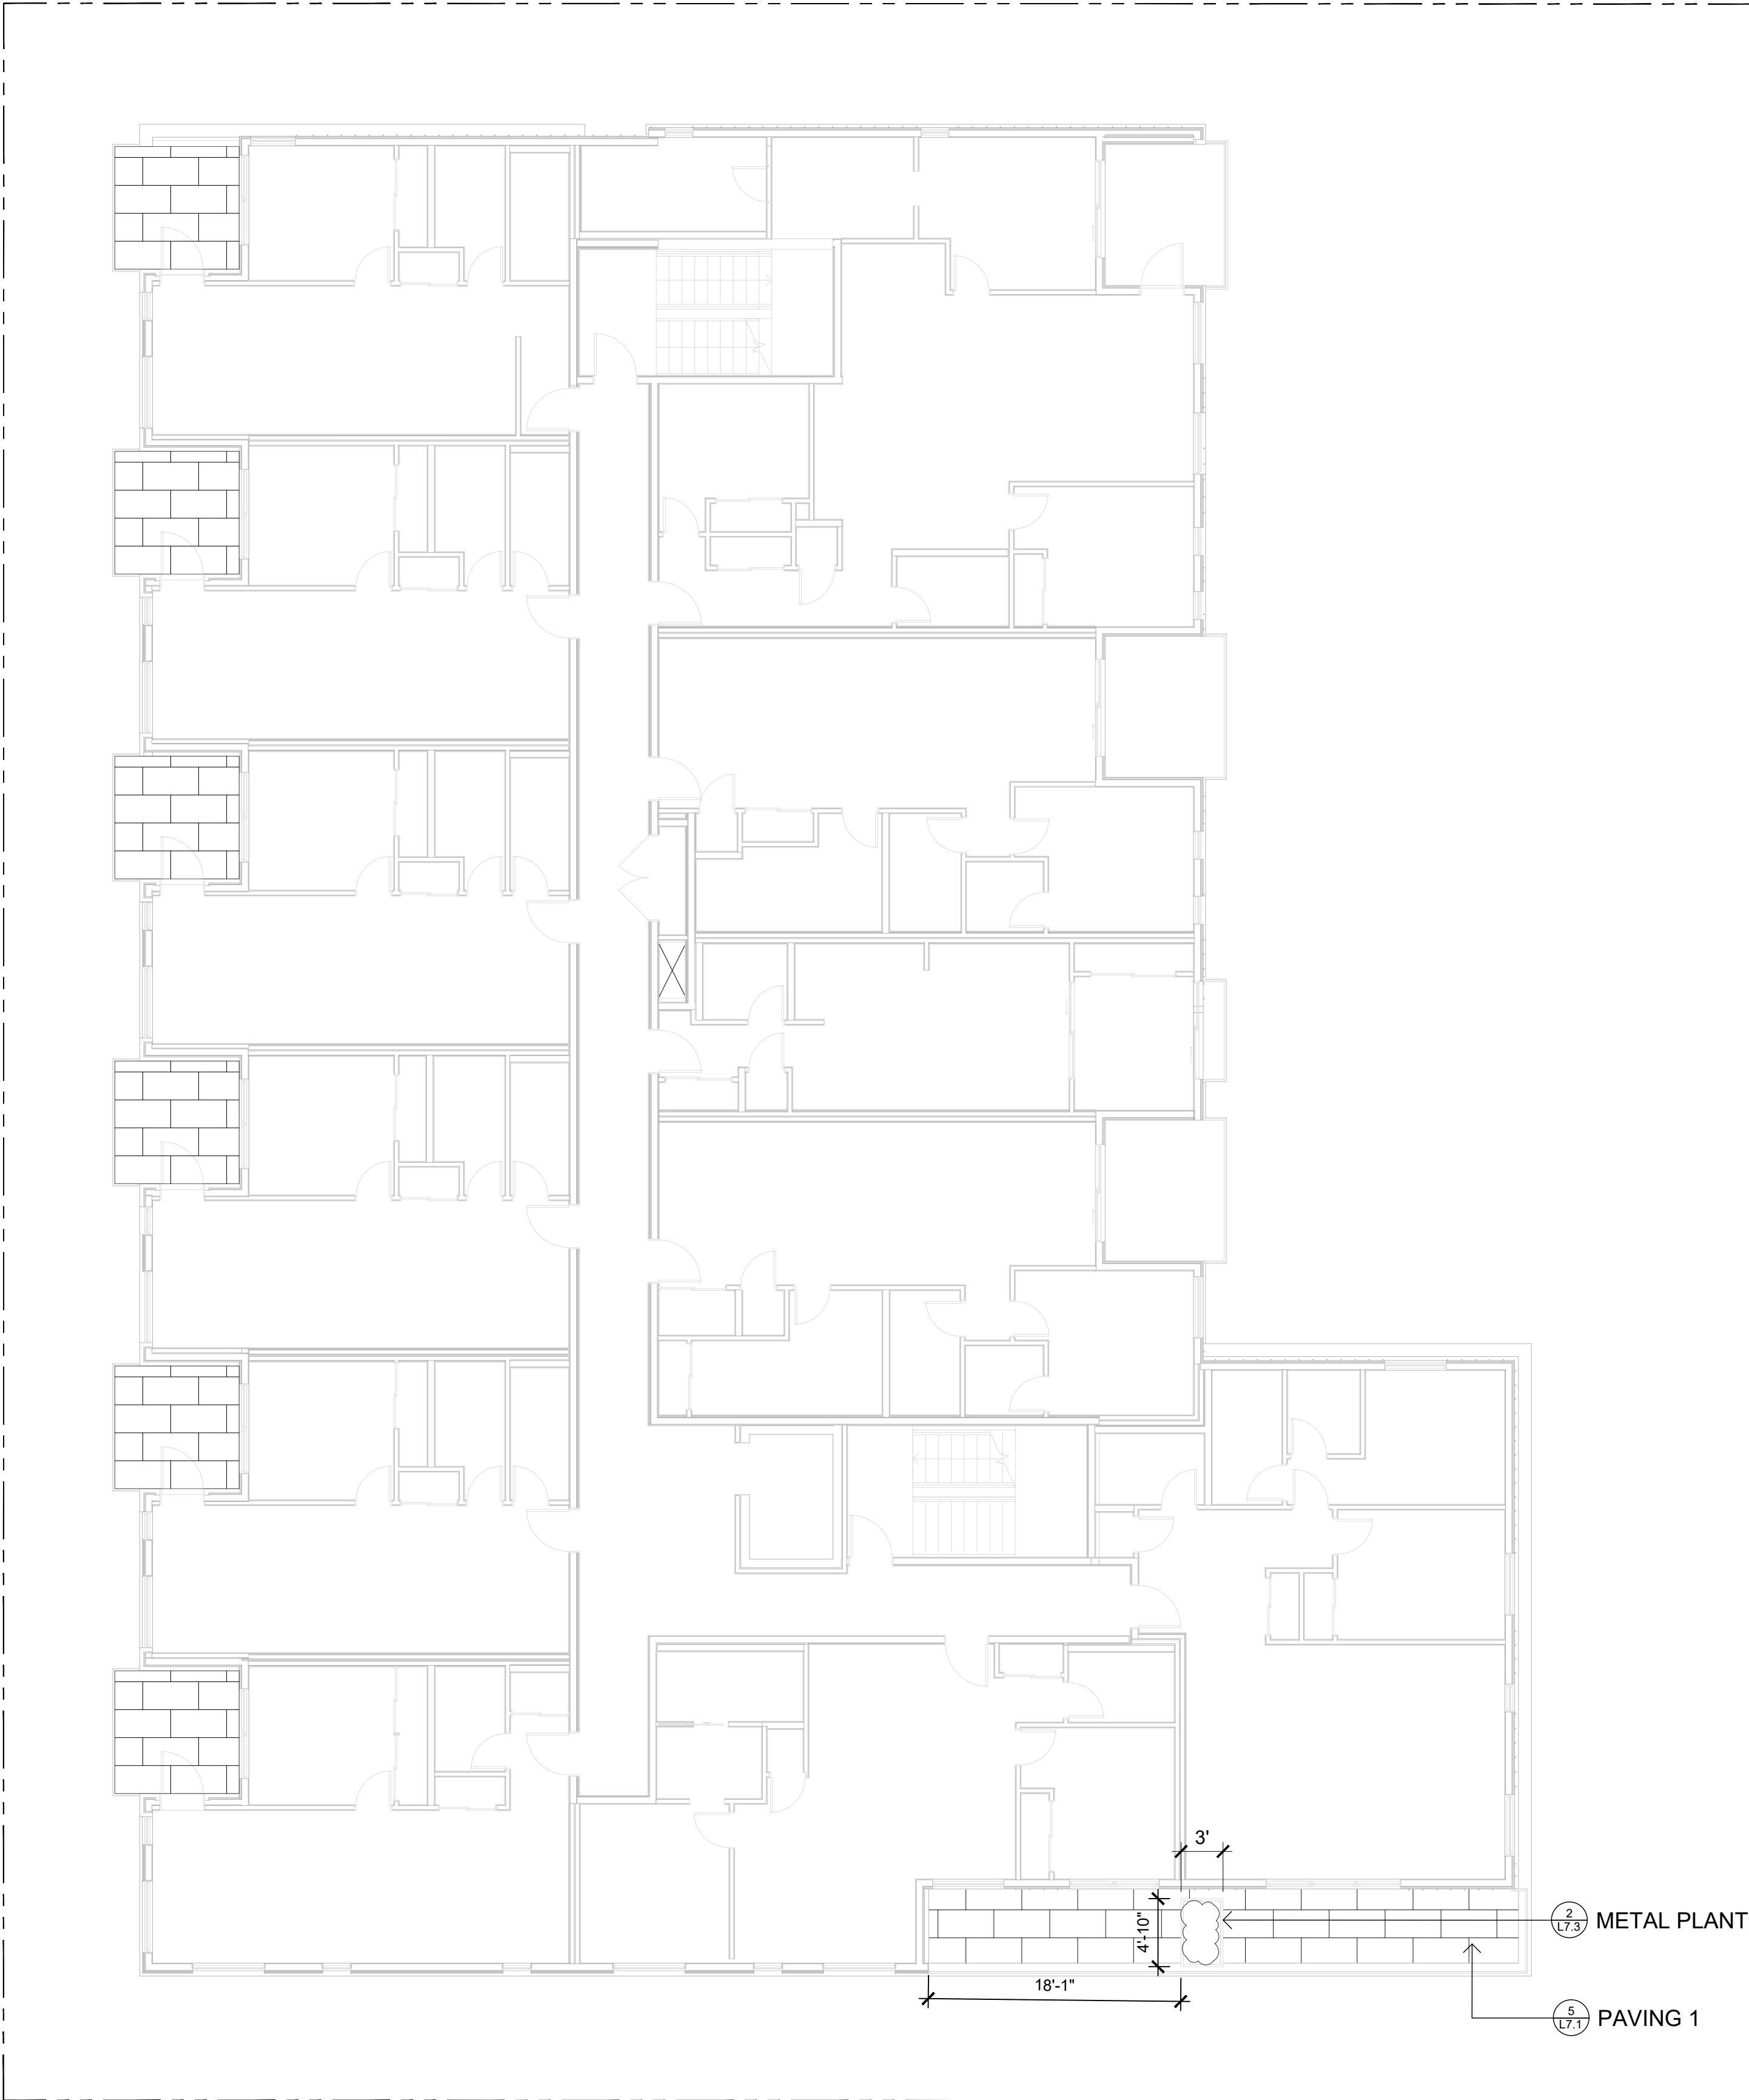 3'
4'-10"
2
L7.3
METAL PLANT
18'-1"
5
L7.1
PAVING 1